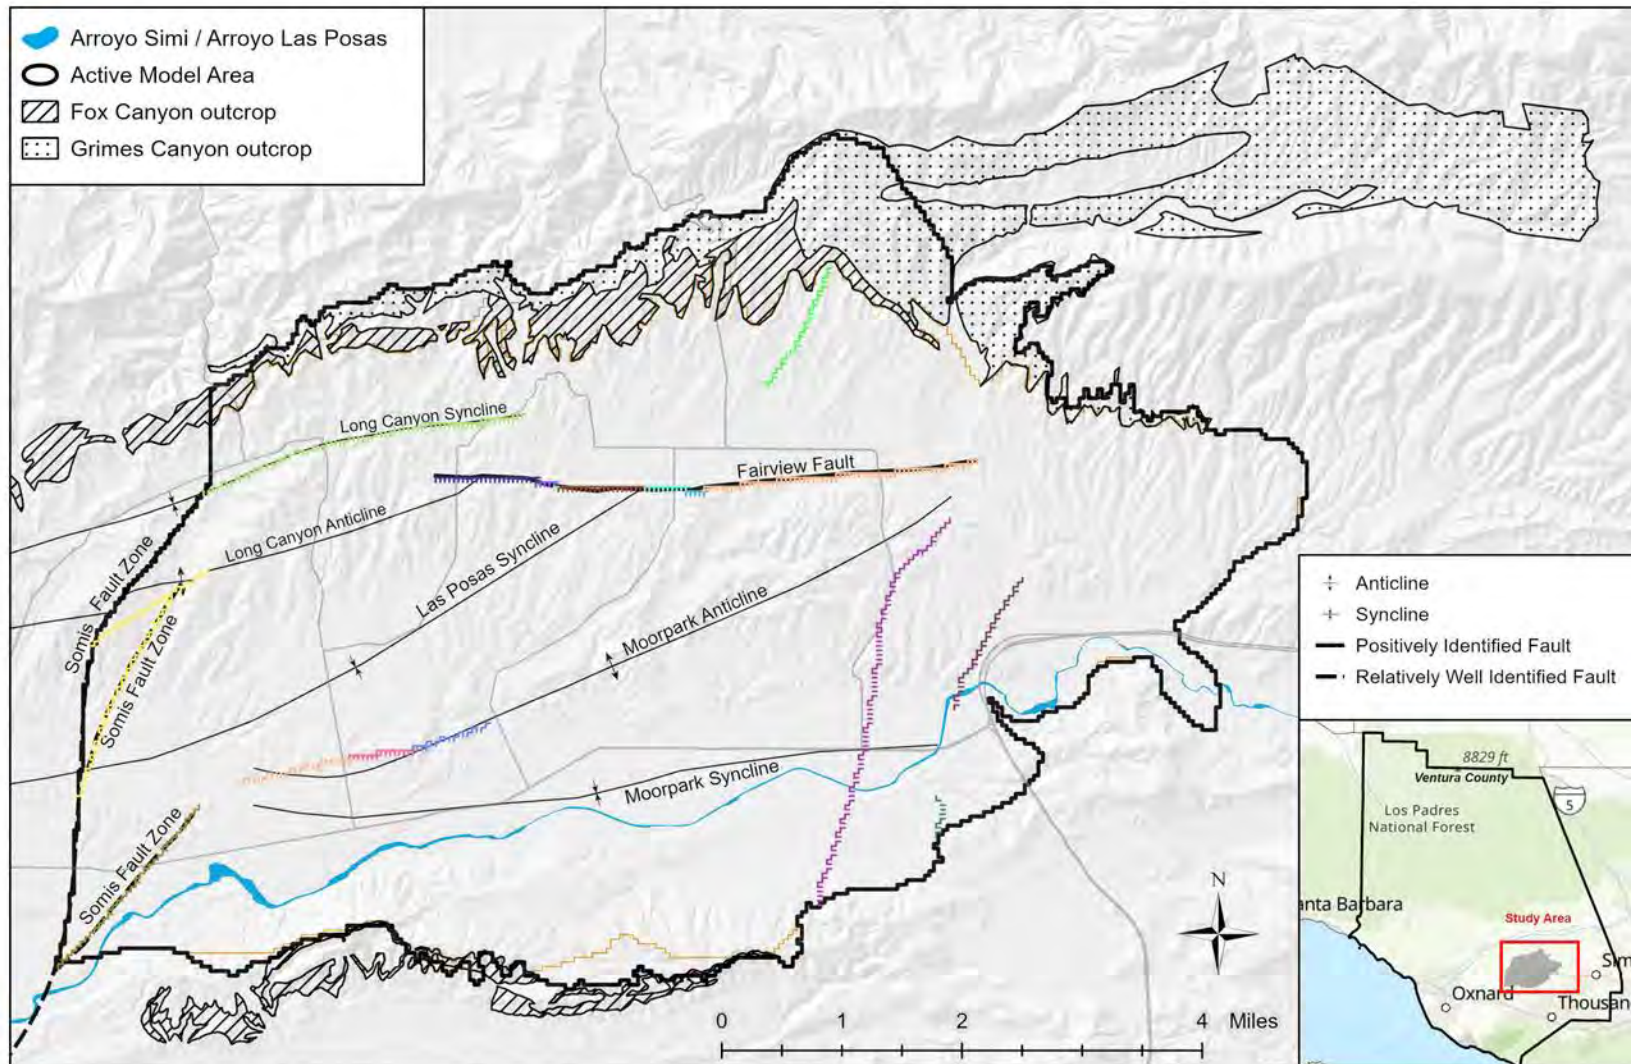 Arroyo Simi / Arroyo Las Posas
Active Model Area
Fox Canyon outcrop
Grimes Canyon outcrop
Long Canyon Syncline
Fairview Fault
Long Canyon Anticline
Las Posas Syncline
Somis Fault Zone
Somis Fault Zone
Moorpark Anticline
Moorpark Syncline
Somis Fault Zone
Anticline
Syncline
Positively Identified Fault
Relatively Well Identified Fault
N
0 1 2 4 Miles
8829 ft
Ventura County
5
Los Padres
National Forest
anta Barbara
Study Area
Sim
Oxnard
Thousan